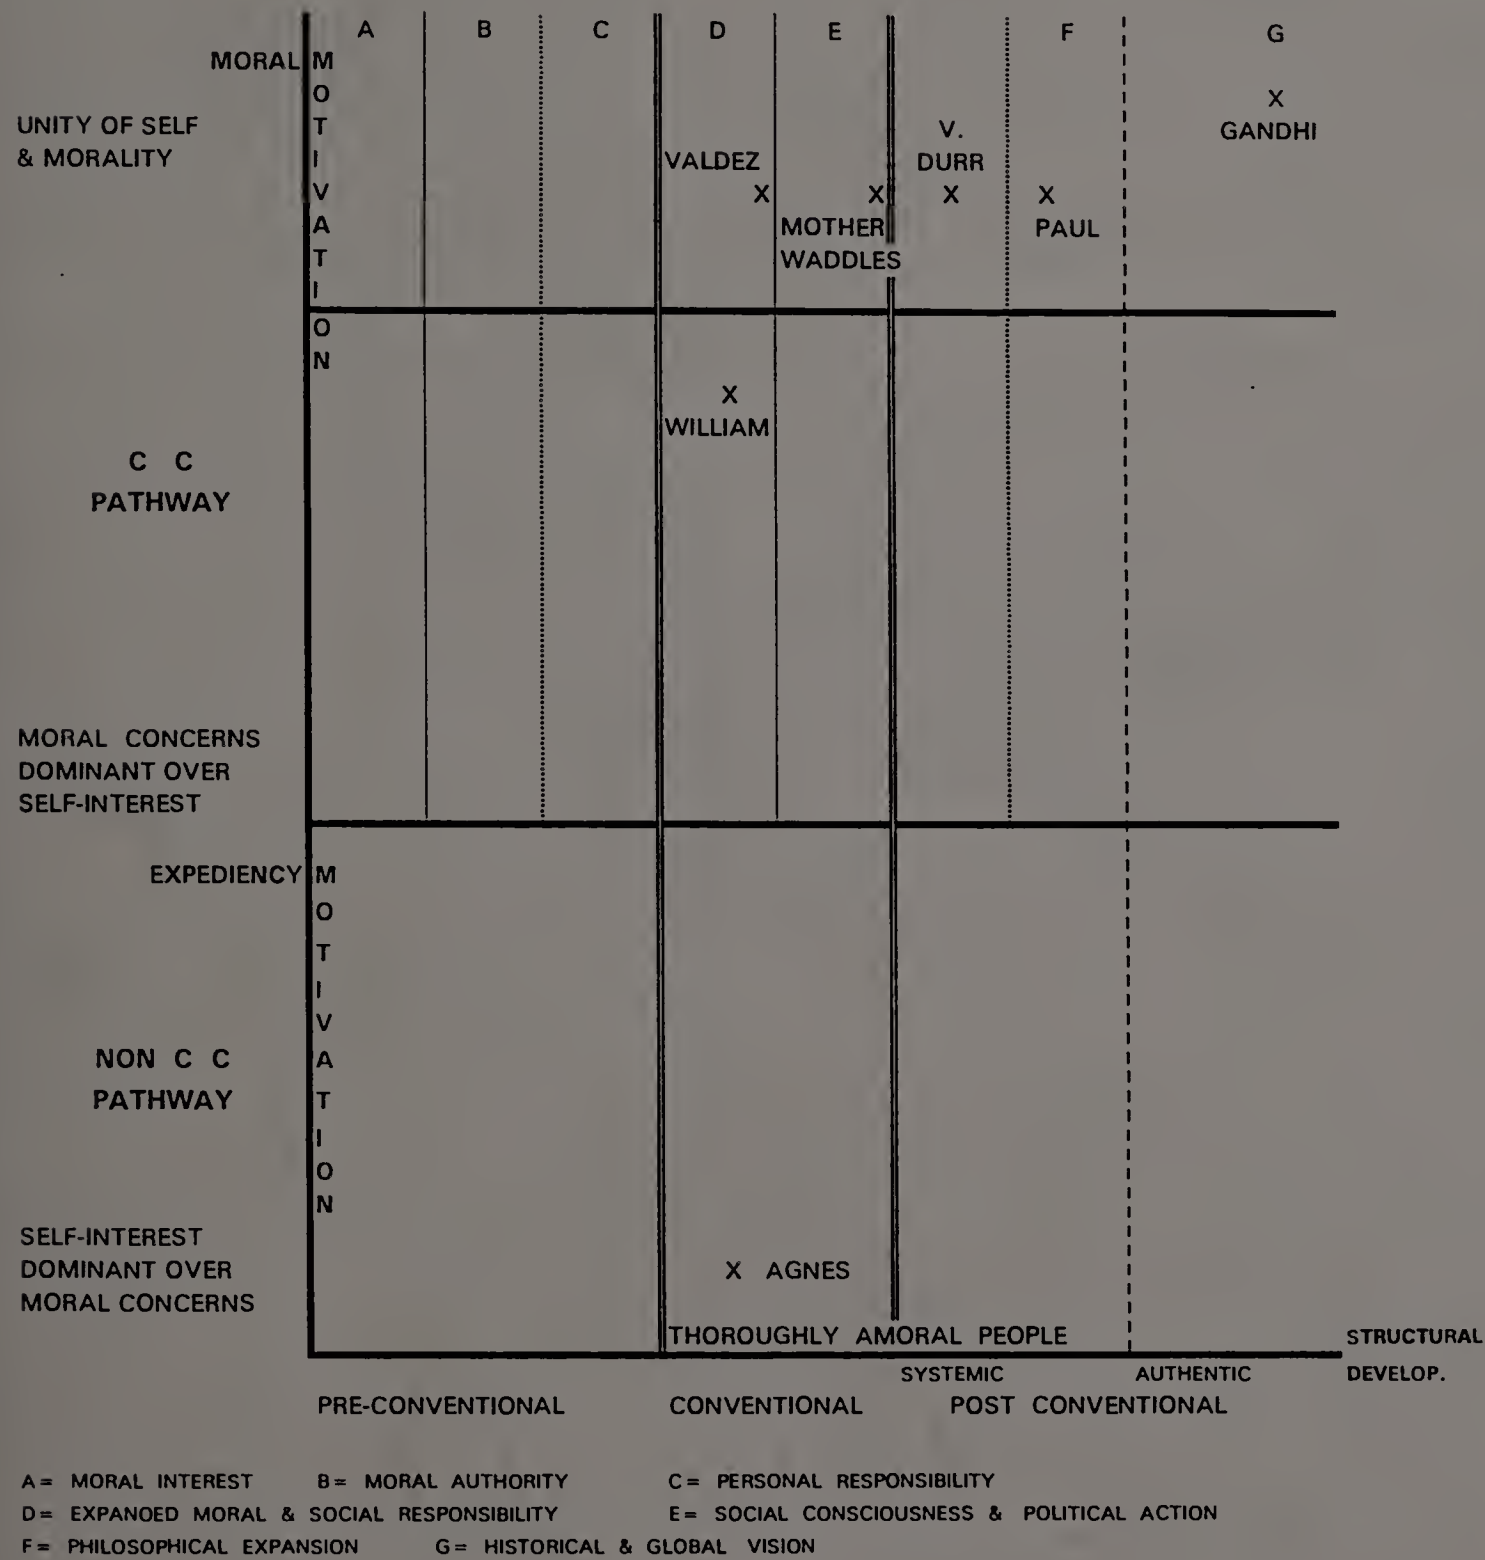 A B C D E F G
MORAL MOTIVATION
UNITY OF SELF
& MORALITY
X
GANDHI
V.
DURR
X
VALDEZ
X
X
MOTHER
WADDLES
X
PAUL
X
WILLIAM
C C
PATHWAY
MORAL CONCERNS
DOMINANT OVER
SELF-INTEREST
EXPEDIENCY MOTIVATION
NON C C
PATHWAY
SELF-INTEREST
DOMINANT OVER
MORAL CONCERNS
X AGNES
THOROUGHLY AMORAL PEOPLE
STRUCTURAL
DEVELOP.
SYSTEMIC AUTHENTIC
PRE-CONVENTIONAL CONVENTIONAL POST CONVENTIONAL
A= MORAL INTEREST B= MORAL AUTHORITY C= PERSONAL RESPONSIBILITY
D= EXPANOED MORAL & SOCIAL RESPONSIBILITY E= SOCIAL CONSCIOUSNESS & POLITICAL ACTION
F= PHILOSOPHICAL EXPANSION G= HISTORICAL & GLOBAL VISION